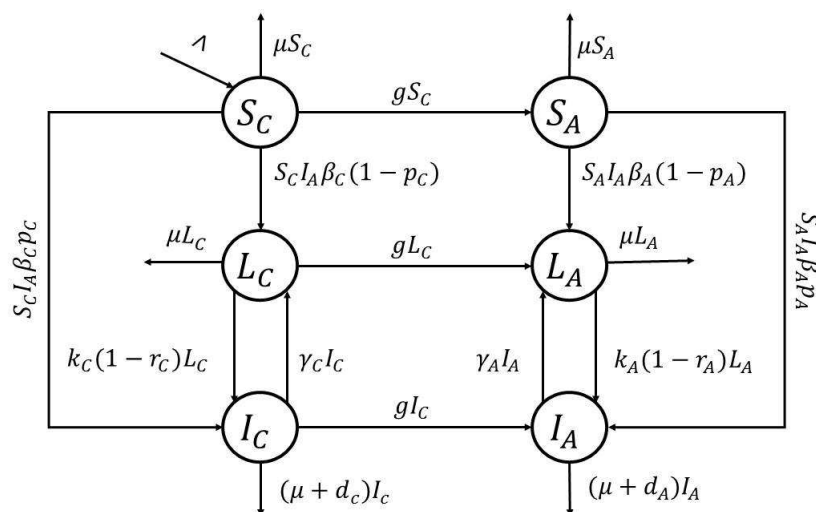 Λ
μS_C
μS_A
S_C
gS_C
S_A
S_C I_A β_C (1 − p_C)
S_A I_A β_A (1 − p_A)
S_C I_A β_C p_C
S_A I_A β_A p_A
μL_C
L_C
gL_C
L_A
μL_A
k_C (1 − r_C) L_C
γ_C I_C
γ_A I_A
k_A (1 − r_A) L_A
I_C
gI_C
I_A
(μ + d_c) I_c
(μ + d_A) I_A